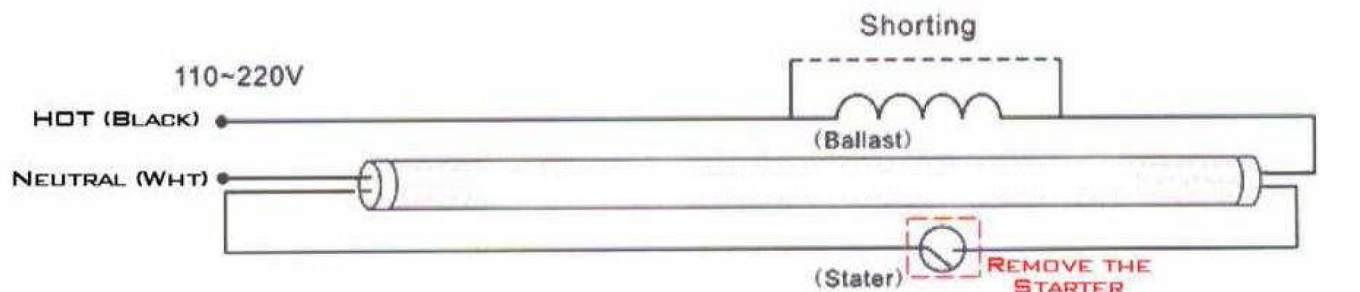 Shorting
110~220V
HOT (BLACK)
(Ballast)
NEUTRAL (WHT)
(Stater)
REMOVE THE
STARTER